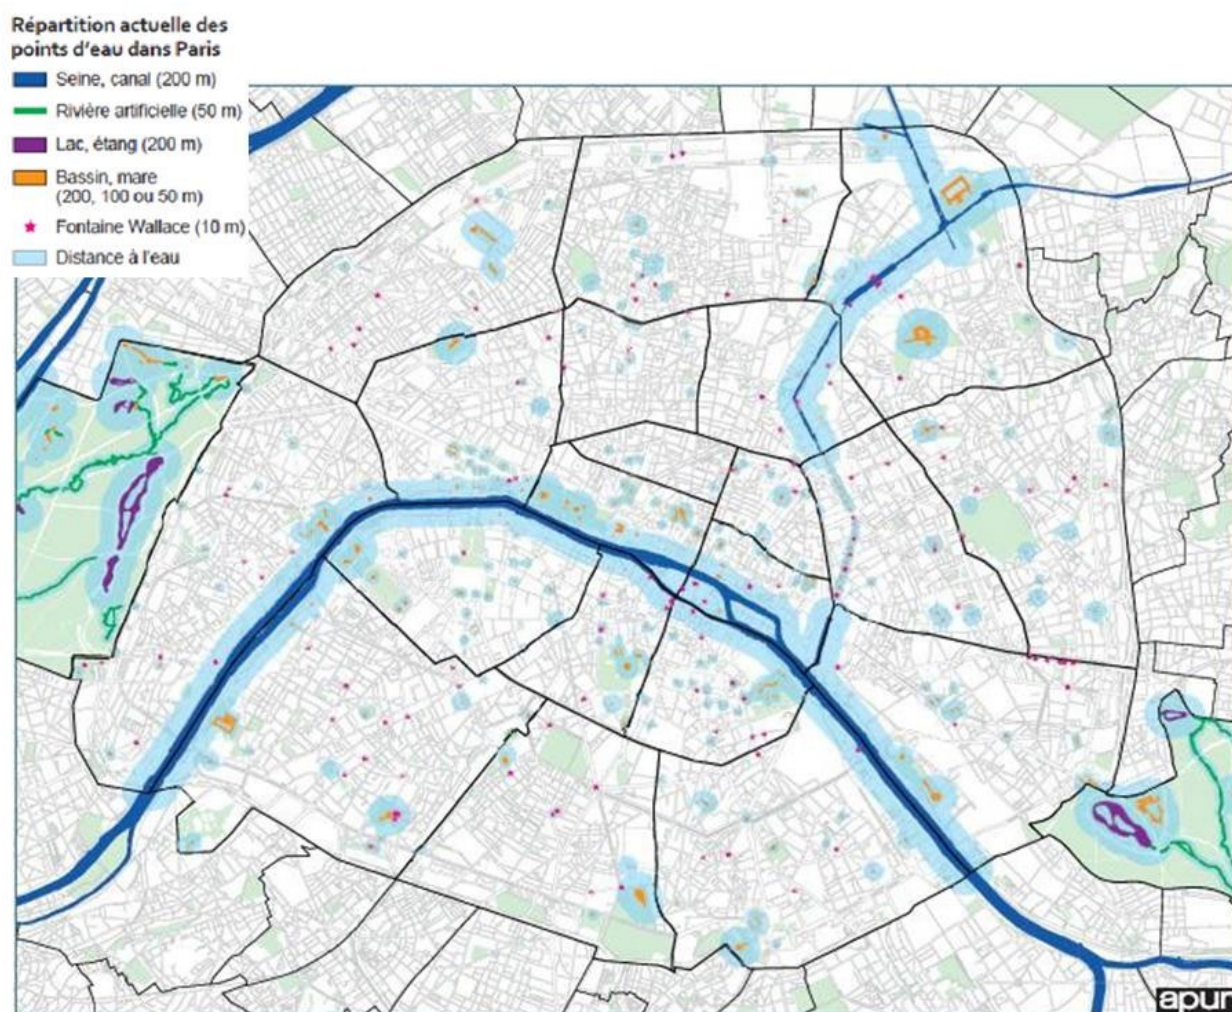 Répartition actuelle des
points d'eau dans Paris
Seine, canal (200 m)
Rivière artificielle (50 m)
Lac, étang (200 m)
Bassin, mare
(200, 100 ou 50 m)
Fontaine Wallace (10 m)
Distance à l'eau
apur